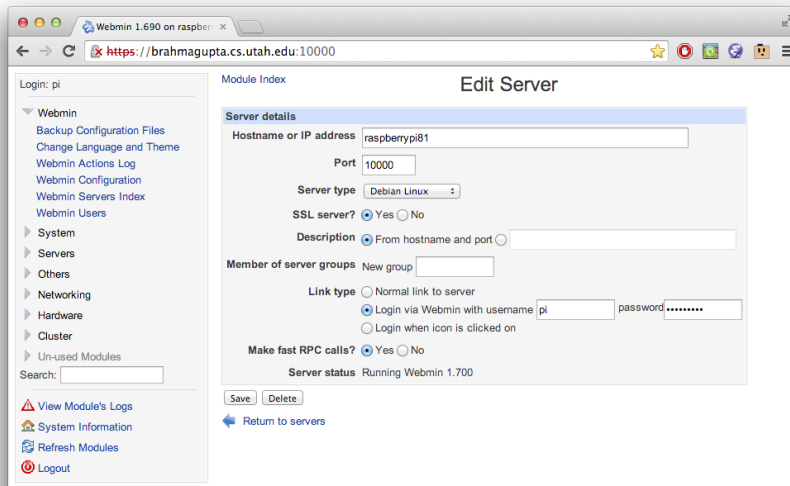 Webmin 1.690 on raspber
https://brahmagupta.cs.utah.edu:10000
Login: pi
Webmin
Backup Configuration Files
Change Language and Theme
Webmin Actions Log
Webmin Configuration
Webmin Servers Index
Webmin Users
System
Servers
Others
Networking
Hardware
Cluster
Un-used Modules
Search:
View Module's Logs
System Information
Refresh Modules
Logout
Module Index
Edit Server
Server details
Hostname or IP address raspberrypi81
Port 10000
Server type Debian Linux
SSL server? Yes No
Description From hostname and port
Member of server groups New group
Link type Normal link to server
Login via Webmin with username pi password •••••••••
Login when icon is clicked on
Make fast RPC calls? Yes No
Server status Running Webmin 1.700
Save Delete
Return to servers